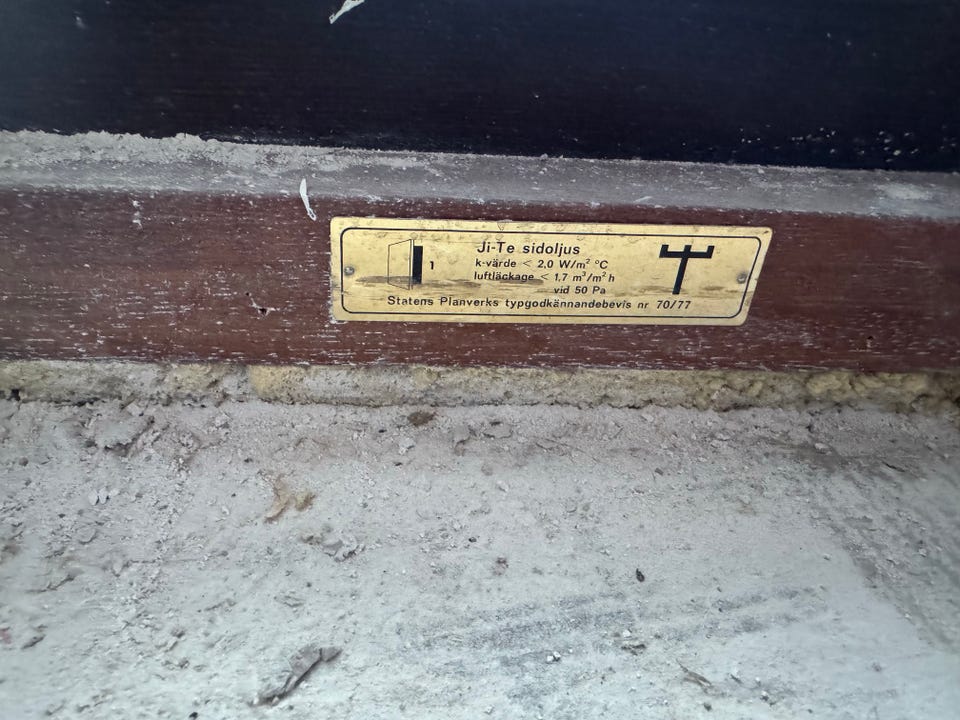 Ji-Te sidoljus
1
k-värde < 2,0 W/m² °C
luftläckage < 1,7 m³/m² h
vid 50 Pa
Statens Planverks typgodkännandebevis nr 70/77